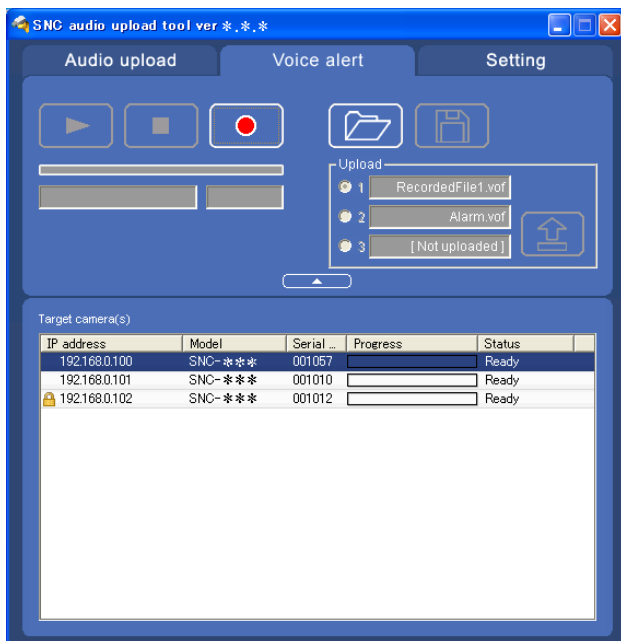 SNC audio upload tool ver *.*.*
Audio upload Voice alert Setting
Upload
1 RecordedFile1.vof
2 Alarm.vof
3 [ Not uploaded ]
Target camera(s)
IP address Model Serial ... Progress Status
192.168.0.100 SNC-*** 001057 Ready
192.168.0.101 SNC-*** 001010 Ready
192.168.0.102 SNC-*** 001012 Ready